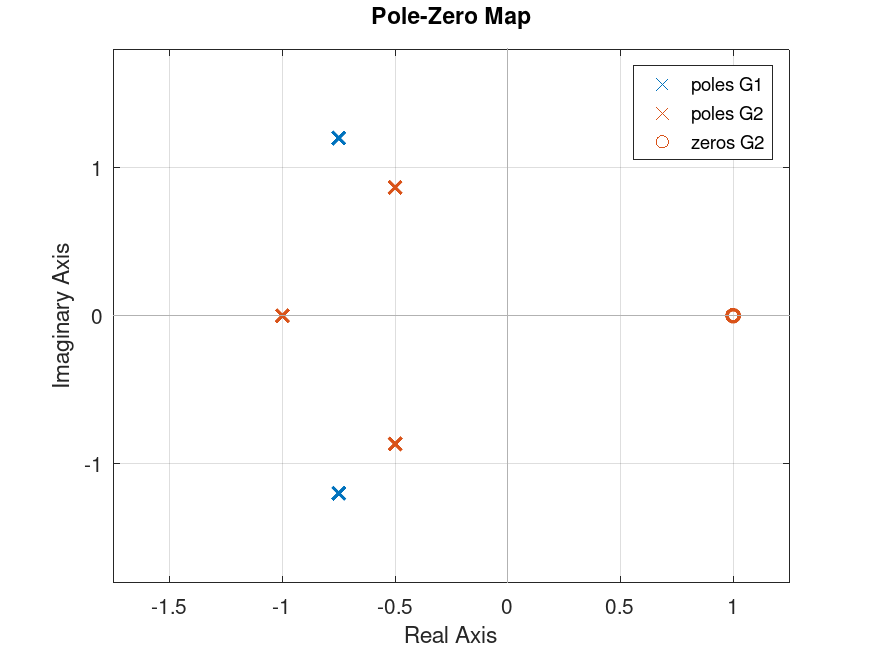 Pole-Zero Map
poles G1
poles G2
zeros G2
Imaginary Axis
1
0
-1
-1.5 -1 -0.5 0 0.5 1
Real Axis